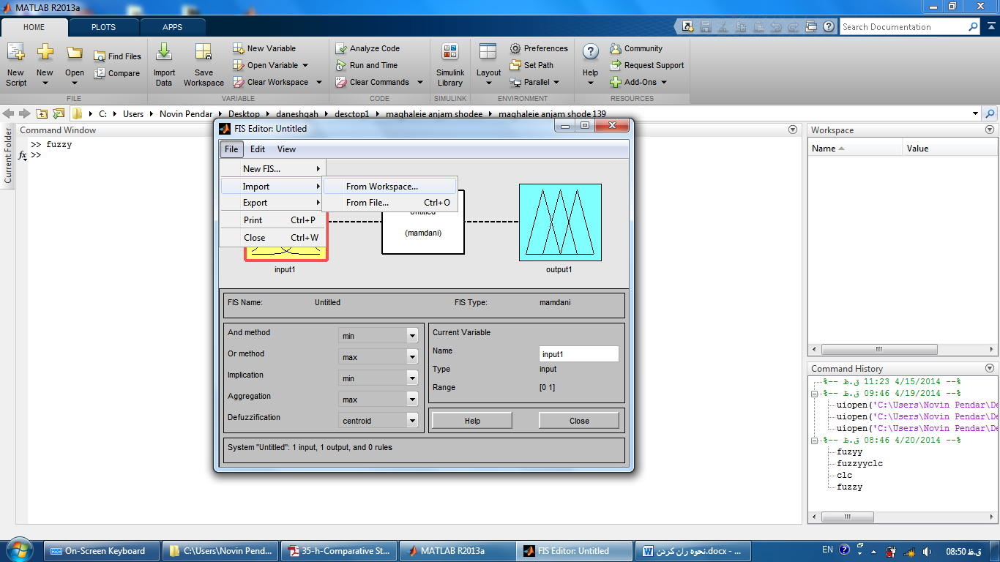 MATLAB R2013a
HOME PLOTS APPS Search Documentation
New Script New Open Find Files Compare Import Data Save Workspace New Variable Open Variable Clear Workspace Analyze Code Run and Time Clear Commands Simulink Library Layout Preferences Set Path Parallel Help Community Request Support Add-Ons
FILE VARIABLE CODE SIMULINK ENVIRONMENT RESOURCES
C: Users Novin Pendar Desktop daneshgah desctop1 maghaleie anjam shodee maghaleie anjam shode 139
Current Folder
Command Window
>> fuzzy
fx >>
FIS Editor: Untitled
File Edit View
New FIS...
Import
Export
Print Ctrl+P
Close Ctrl+W
From Workspace...
From File... Ctrl+O
Untitled
(mamdani)
input1
output1
FIS Name: Untitled FIS Type: mamdani
And method min
Or method max
Implication min
Aggregation max
Defuzzification centroid
Current Variable
Name input1
Type input
Range [0 1]
Help Close
System "Untitled": 1 input, 1 output, and 0 rules
Workspace
Name Value
Command History
%-- ق.ظ 11:23 4/15/2014 --%
%-- ق.ظ 09:46 4/19/2014 --%
uiopen('C:\Users\Novin Pendar\De
uiopen('C:\Users\Novin Pendar\De
uiopen('C:\Users\Novin Pendar\De
%-- ق.ظ 08:46 4/20/2014 --%
fuzyy
fuzzyyclc
clc
fuzzy
On-Screen Keyboard C:\Users\Novin Pend... 35-h-Comparative St... MATLAB R2013a FIS Editor: Untitled نحوه ران کردن.docx - ... EN 08:50 ق.ظ